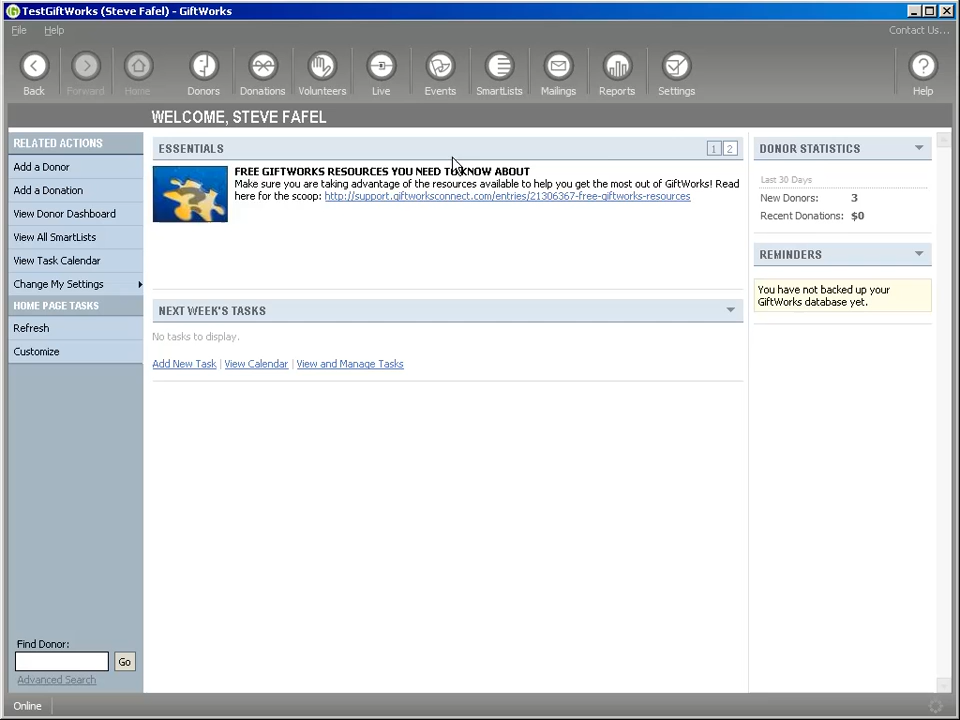 TestGiftWorks (Steve Fafel) - GiftWorks
File Help Contact Us...
Back Forward Home Donors Donations Volunteers Live Events SmartLists Mailings Reports Settings Help
WELCOME, STEVE FAFEL
RELATED ACTIONS
Add a Donor
Add a Donation
View Donor Dashboard
View All SmartLists
View Task Calendar
Change My Settings
HOME PAGE TASKS
Refresh
Customize
Find Donor:
Go
Advanced Search
ESSENTIALS 1 2
FREE GIFTWORKS RESOURCES YOU NEED TO KNOW ABOUT
Make sure you are taking advantage of the resources available to help you get the most out of GiftWorks! Read
here for the scoop: http://support.giftworksconnect.com/entries/21306367-free-giftworks-resources
NEXT WEEK'S TASKS
No tasks to display.
Add New Task | View Calendar | View and Manage Tasks
DONOR STATISTICS
Last 30 Days
New Donors: 3
Recent Donations: $0
REMINDERS
You have not backed up your
GiftWorks database yet.
Online